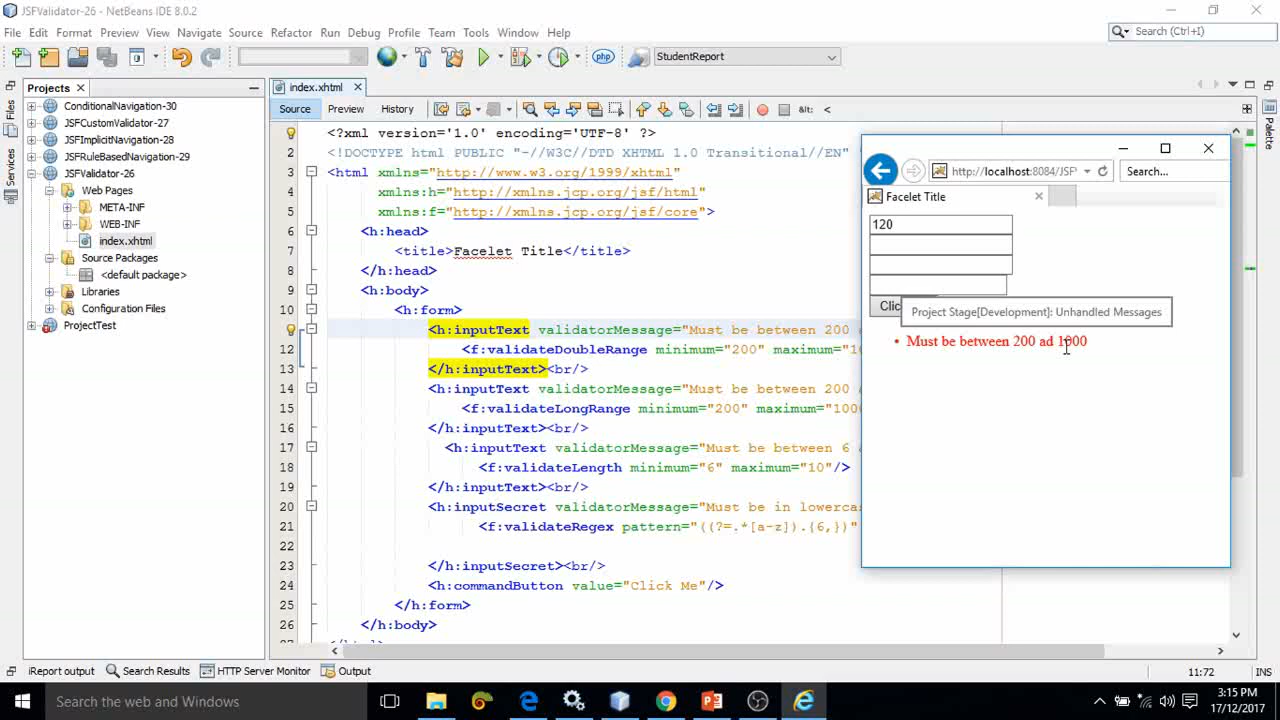 JSFValidator-26 - NetBeans IDE 8.0.2
File Edit Format Preview View Navigate Source Refactor Run Debug Profile Team Tools Window Help
Search (Ctrl+I)
php
StudentReport
Projects
index.xhtml
Files
Services
Palette
Source Preview History
ConditionalNavigation-30
JSFCustomValidator-27
JSFImplicitNavigation-28
JSFRuleBasedNavigation-29
JSFValidator-26
Web Pages
META-INF
WEB-INF
index.xhtml
Source Packages
<default package>
Libraries
Configuration Files
ProjectTest
1 <?xml version='1.0' encoding='UTF-8' ?>
2 <!DOCTYPE html PUBLIC "-//W3C//DTD XHTML 1.0 Transitional//EN"
3 <html xmlns="http://www.w3.org/1999/xhtml"
4 xmlns:h="http://xmlns.jcp.org/jsf/html"
5 xmlns:f="http://xmlns.jcp.org/jsf/core">
6 <h:head>
7 <title>Facelet Title</title>
8 </h:head>
9 <h:body>
10 <h:form>
<h:inputText validatorMessage="Must be between 200 a
12 <f:validateDoubleRange minimum="200" maximum="10
13 </h:inputText><br/>
14 <h:inputText validatorMessage="Must be between 200 a
15 <f:validateLongRange minimum="200" maximum="1000
16 </h:inputText><br/>
17 <h:inputText validatorMessage="Must be between 6 a
18 <f:validateLength minimum="6" maximum="10"/>
19 </h:inputText><br/>
20 <h:inputSecret validatorMessage="Must be in lowerca
21 <f:validateRegex pattern="((?=.*[a-z]).{6,})"
22
23 </h:inputSecret><br/>
24 <h:commandButton value="Click Me"/>
25 </h:form>
26 </h:body>
27
http://localhost:8084/JSF
Search...
Facelet Title
120
Clic
Project Stage[Development]: Unhandled Messages
• Must be between 200 ad 1000
iReport output Search Results HTTP Server Monitor Output
11:72 INS
Search the web and Windows
3:15 PM
17/12/2017